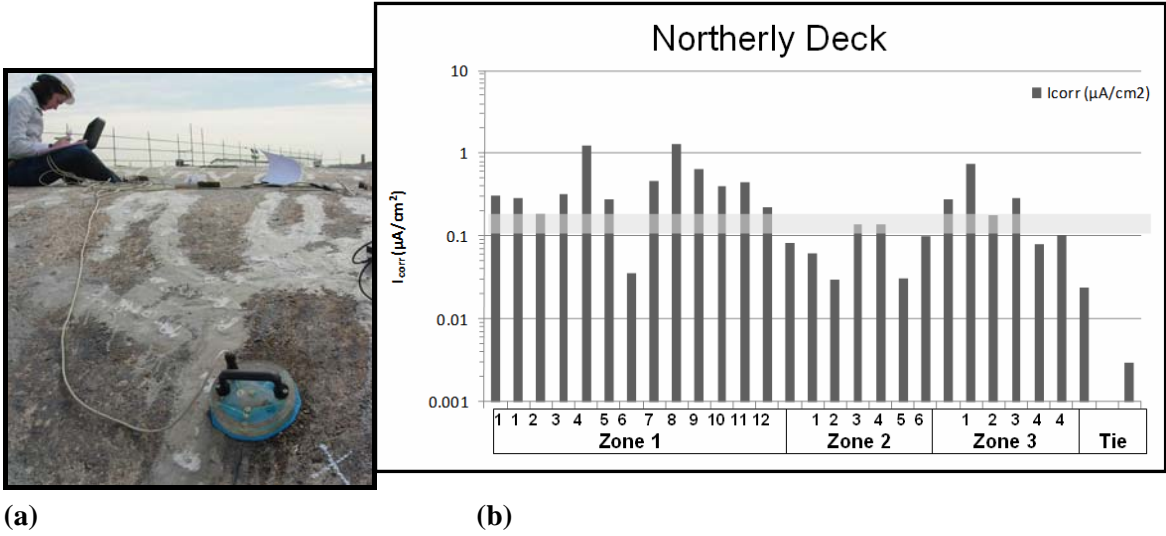 Northerly Deck
10
1
0.1
0.01
0.001
Icorr (µA/cm²)
Icorr (µA/cm2)
1 1 2 3 4 5 6 7 8 9 10 11 12 1 2 3 4 5 6 1 2 3 4 4
Zone 1 Zone 2 Zone 3 Tie
(a) (b)